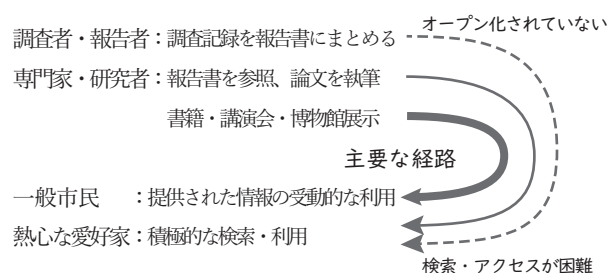 オープン化されていない
調査者・報告者：調査記録を報告書にまとめる
専門家・研究者：報告書を参照、論文を執筆
書籍・講演会・博物館展示
主要な経路
一般市民　：提供された情報の受動的な利用
熱心な愛好家：積極的な検索・利用
検索・アクセスが困難